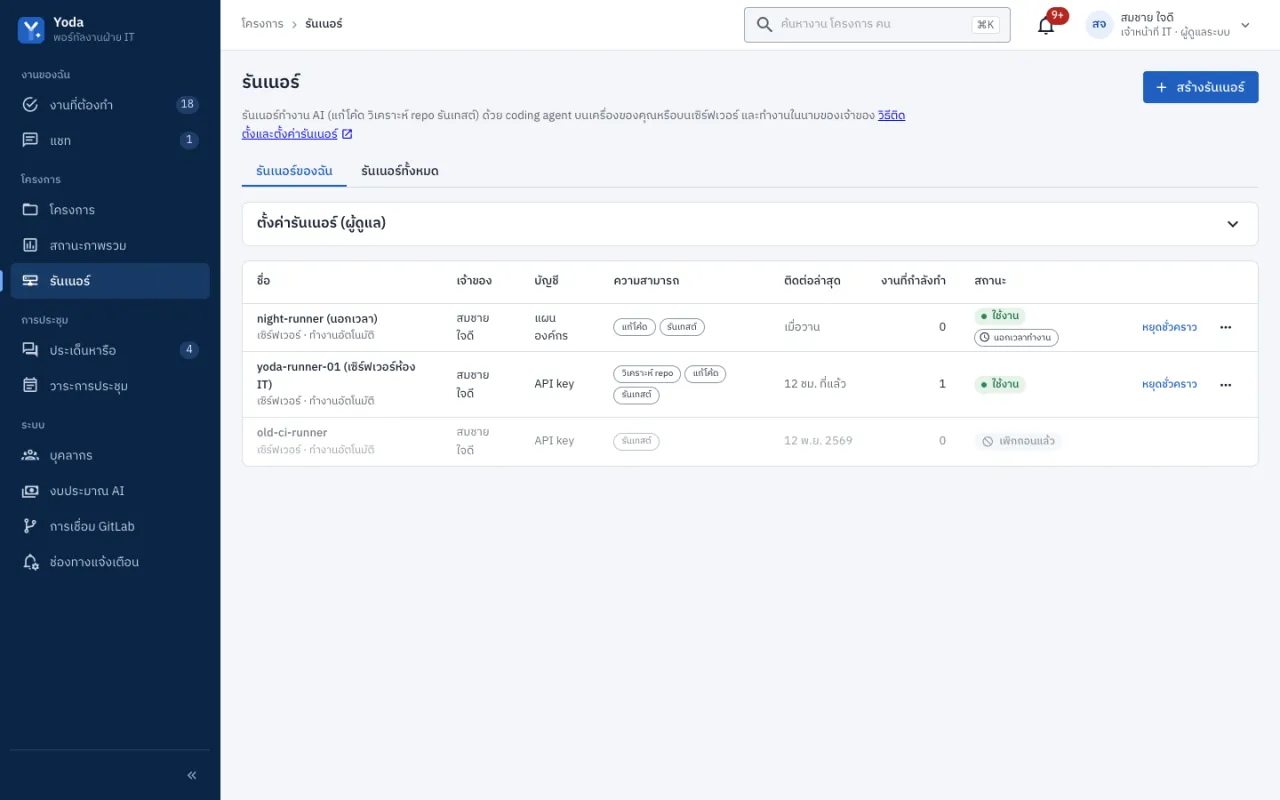 Yoda
พอร์ทัลงานฝ่าย IT
งานของฉัน
งานที่ต้องทำ 18
แชท 1
โครงการ
โครงการ
สถานะภาพรวม
รันเนอร์
การประชุม
ประเด็นหารือ 4
วาระการประชุม
ระบบ
บุคลากร
งบประมาณ AI
การเชื่อม GitLab
ช่องทางแจ้งเตือน
«
โครงการ › รันเนอร์
ค้นหางาน โครงการ คน ⌘K
9+
สจ
สมชาย ใจดี
เจ้าหน้าที่ IT · ผู้ดูแลระบบ
รันเนอร์
+ สร้างรันเนอร์
รันเนอร์ทำงาน AI (แก้โค้ด วิเคราะห์ repo รันเทสต์) ด้วย coding agent บนเครื่องของคุณหรือบนเซิร์ฟเวอร์ และทำงานในนามของเจ้าของ วิธีติด
ตั้งและตั้งค่ารันเนอร์
รันเนอร์ของฉัน รันเนอร์ทั้งหมด
ตั้งค่ารันเนอร์ (ผู้ดูแล)
ชื่อ เจ้าของ บัญชี ความสามารถ ติดต่อล่าสุด งานที่กำลังทำ สถานะ
night-runner (นอกเวลา)
เซิร์ฟเวอร์ · ทำงานอัตโนมัติ
สมชาย
ใจดี
แผน
องค์กร
แก้โค้ด รันเทสต์
เมื่อวาน
0
ใช้งาน
นอกเวลาทำงาน
หยุดชั่วคราว
yoda-runner-01 (เซิร์ฟเวอร์ห้อง
IT)
เซิร์ฟเวอร์ · ทำงานอัตโนมัติ
สมชาย
ใจดี
API key
วิเคราะห์ repo แก้โค้ด
รันเทสต์
12 ชม. ที่แล้ว
1
ใช้งาน
หยุดชั่วคราว
old-ci-runner
เซิร์ฟเวอร์ · ทำงานอัตโนมัติ
สมชาย
ใจดี
API key
รันเทสต์
12 พ.ย. 2569
0
เพิกถอนแล้ว